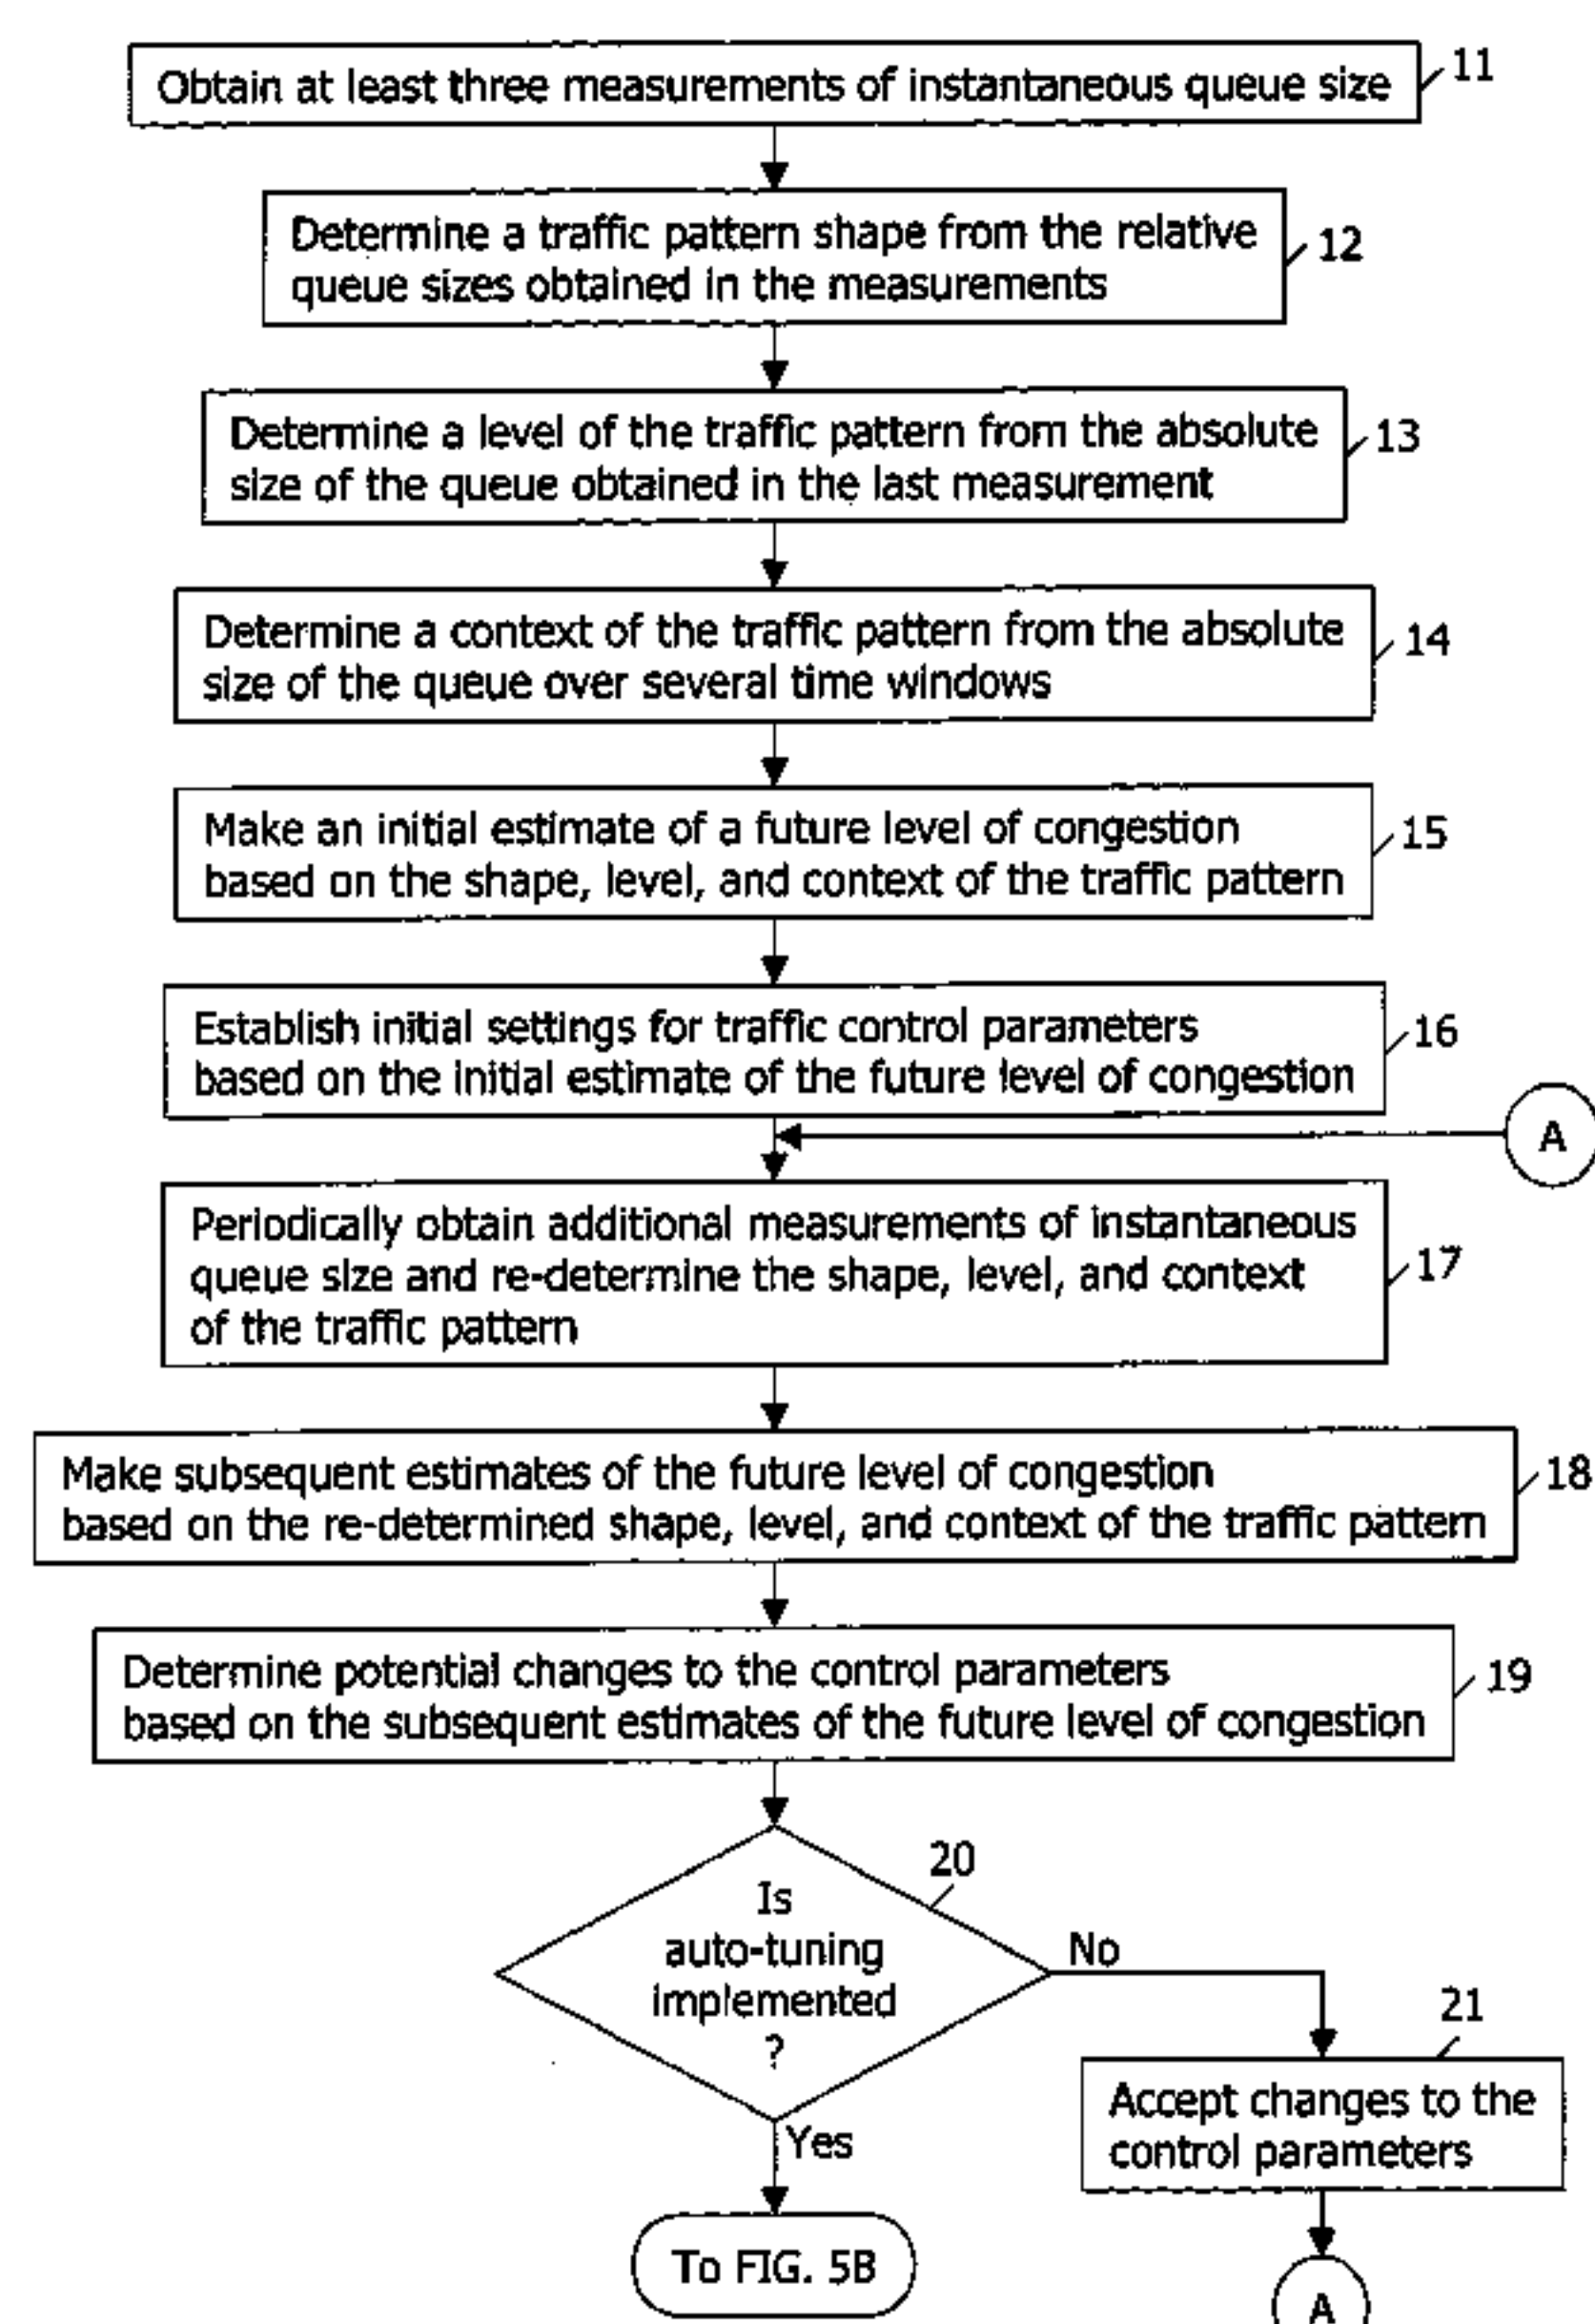 Obtain at least three measurements of instantaneous queue size
11
Determine a traffic pattern shape from the relative
queue sizes obtained in the measurements
12
Determine a level of the traffic pattern from the absolute
size of the queue obtained in the last measurement
13
Determine a context of the traffic pattern from the absolute
size of the queue over several time windows
14
Make an initial estimate of a future level of congestion
based on the shape, level, and context of the traffic pattern
15
Establish initial settings for traffic control parameters
based on the initial estimate of the future level of congestion
16
A
Periodically obtain additional measurements of instantaneous
queue size and re-determine the shape, level, and context
of the traffic pattern
17
Make subsequent estimates of the future level of congestion
based on the re-determined shape, level, and context of the traffic pattern
18
Determine potential changes to the control parameters
based on the subsequent estimates of the future level of congestion
19
20
Is
auto-tuning
implemented
?
No
21
Accept changes to the
control parameters
Yes
To FIG. 5B
A